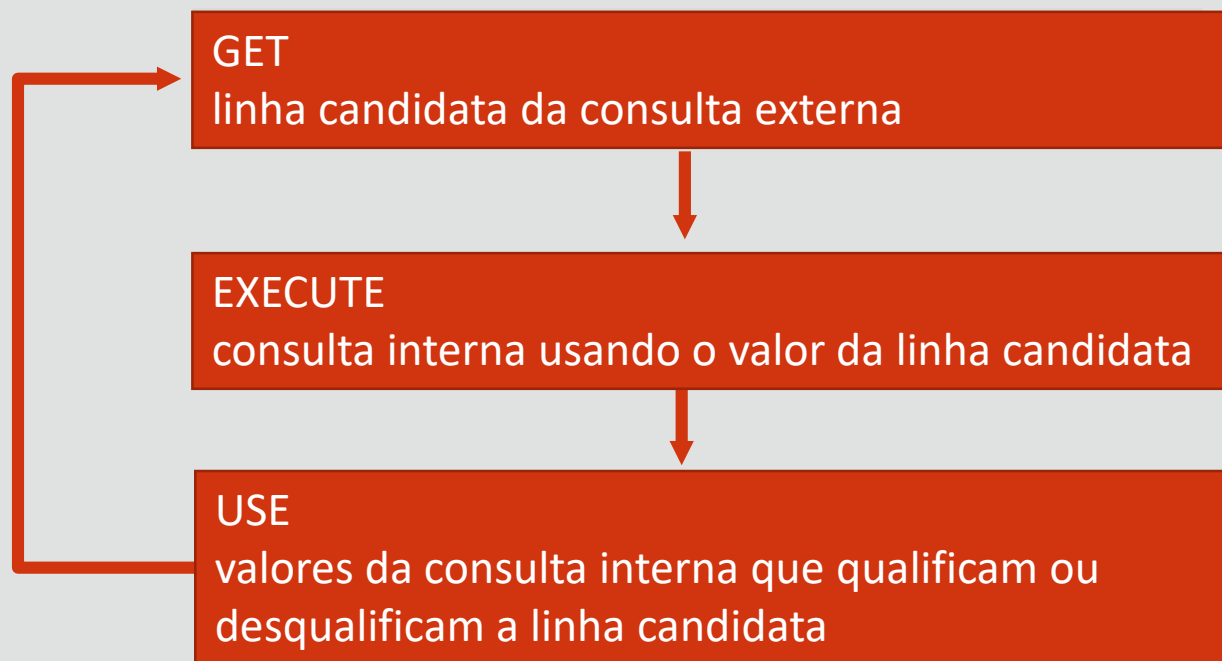 GET
linha candidata da consulta externa
EXECUTE
consulta interna usando o valor da linha candidata
USE
valores da consulta interna que qualificam ou
desqualificam a linha candidata